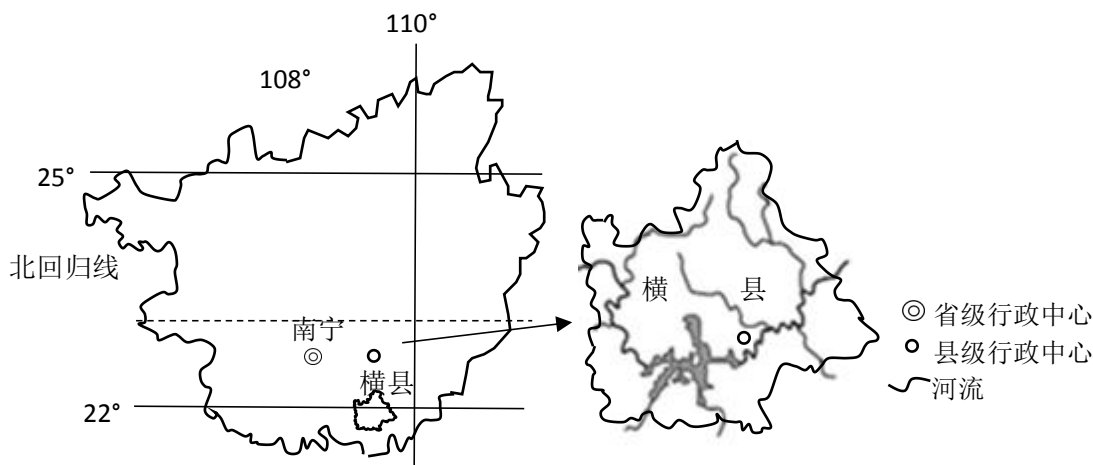 110°
108°
25°
北回归线
南宁
横县
22°
横 县
省级行政中心
县级行政中心
河流